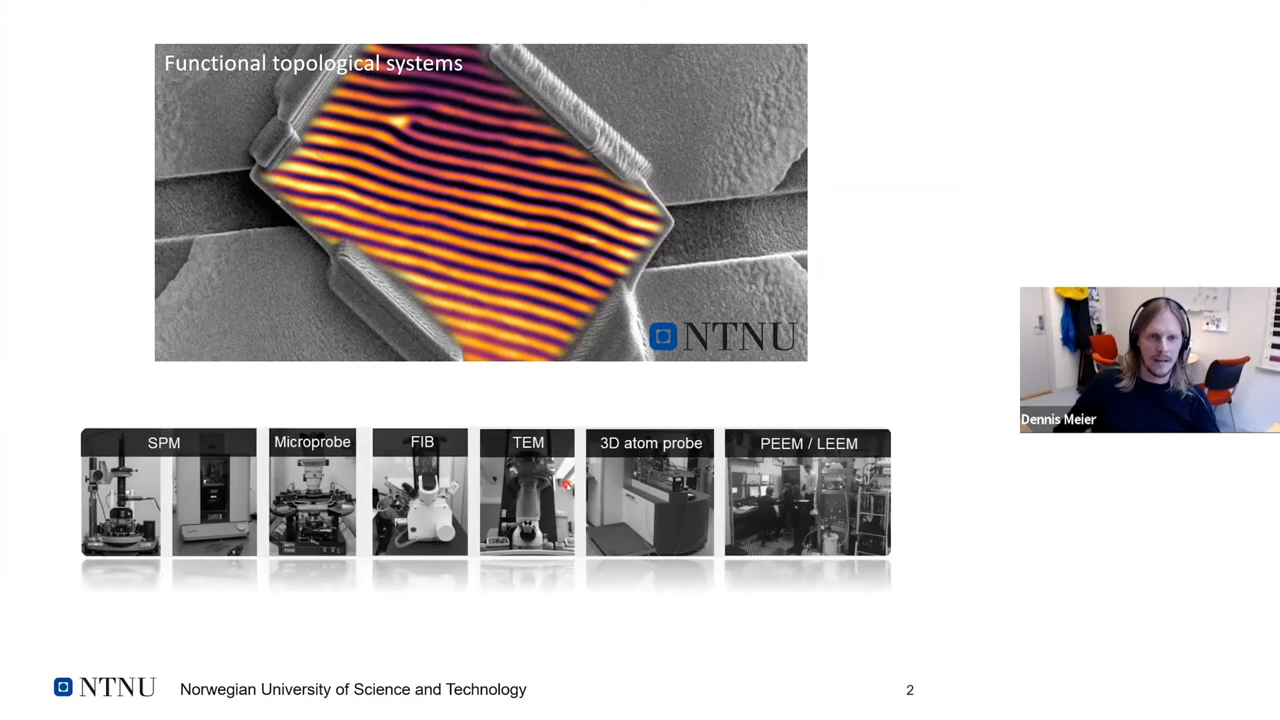 Functional topological systems
NTNU
SPM
Microprobe
FIB
TEM
3D atom probe
PEEM / LEEM
Dennis Meier
NTNU
Norwegian University of Science and Technology
2